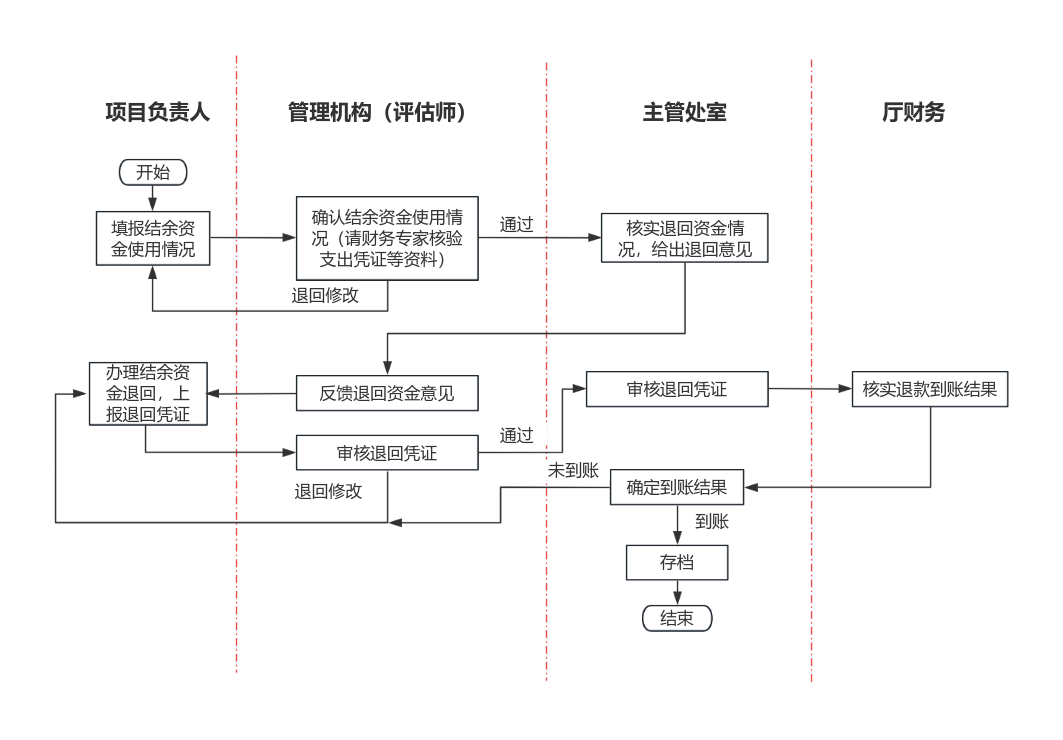 项目负责人
管理机构（评估师）
主管处室
厅财务
开始
填报结余资
金使用情况
确认结余资金使用情
况（请财务专家核验
支出凭证等资料）
通过
核实退回资金情
况，给出退回意见
退回修改
办理结余资
金退回，上
报退回凭证
反馈退回资金意见
审核退回凭证
核实退款到账结果
审核退回凭证
通过
退回修改
未到账
确定到账结果
到账
存档
结束